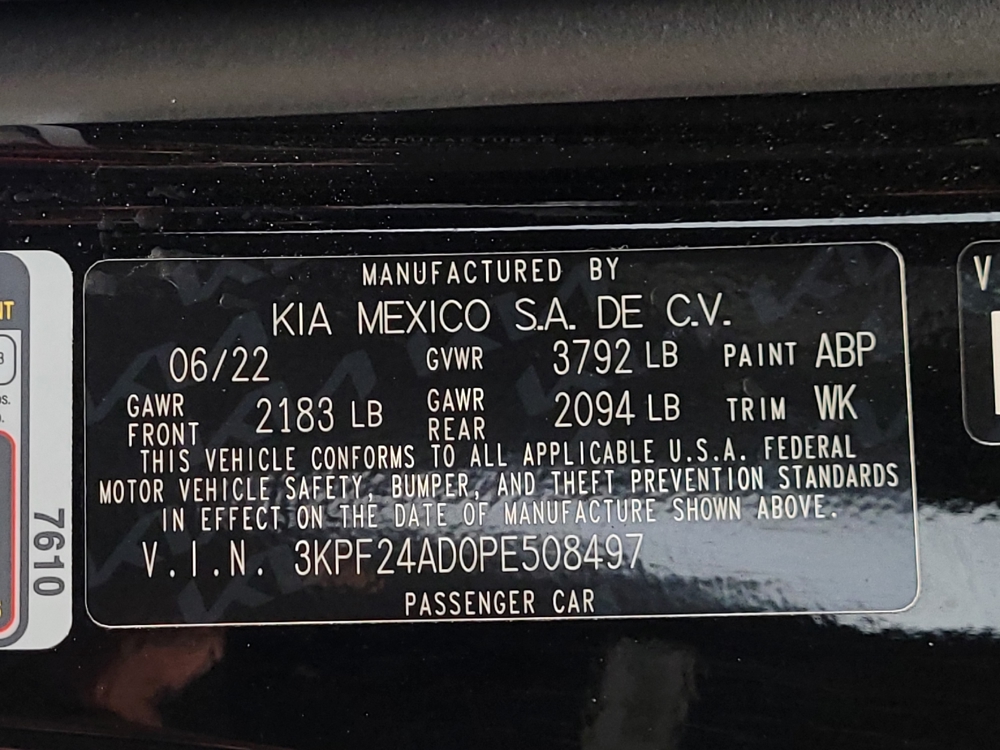 MANUFACTURED BY
KIA MEXICO S.A. DE C.V.
06/22 GVWR 3792 LB PAINT ABP
GAWR FRONT 2183 LB GAWR REAR 2094 LB TRIM WK
THIS VEHICLE CONFORMS TO ALL APPLICABLE U.S.A. FEDERAL
MOTOR VEHICLE SAFETY, BUMPER, AND THEFT PREVENTION STANDARDS
IN EFFECT ON THE DATE OF MANUFACTURE SHOWN ABOVE.
V.I.N. 3KPF24AD0PE508497
PASSENGER CAR
7610
V